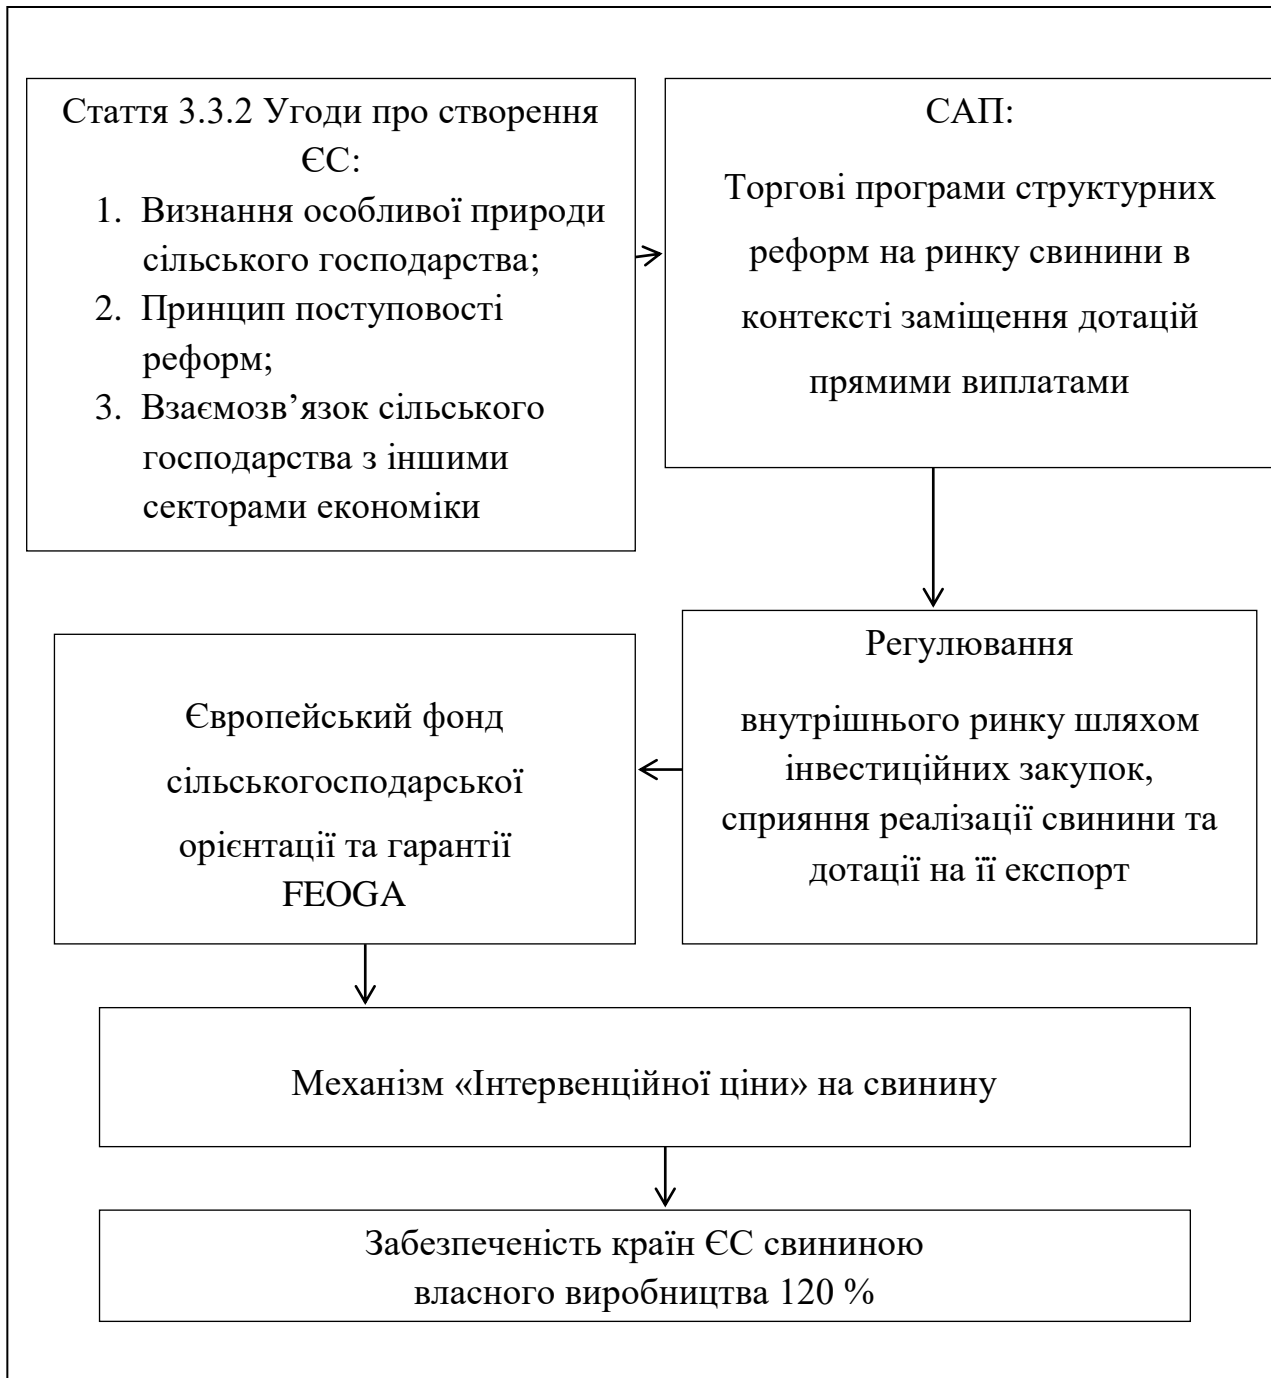 Стаття 3.3.2 Угоди про створення
ЄС:
1. Визнання особливої природи
сільського господарства;
2. Принцип поступовості
реформ;
3. Взаємозв’язок сільського
господарства з іншими
секторами економіки
САП:
Торгові програми структурних
реформ на ринку свинини в
контексті заміщення дотацій
прямими виплатами
Регулювання
внутрішнього ринку шляхом
інвестиційних закупок,
сприяння реалізації свинини та
дотації на її експорт
Європейський фонд
сільськогосподарської
орієнтації та гарантії
FEOGA
Механізм «Інтервенційної ціни» на свинину
Забезпеченість країн ЄС свининою
власного виробництва 120 %